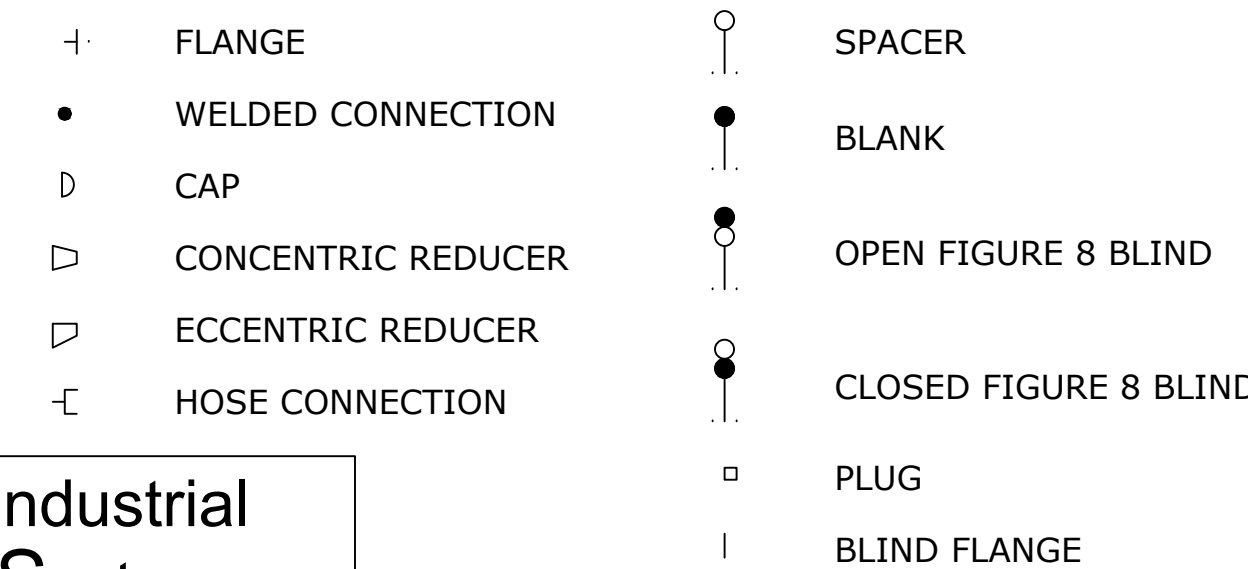 FLANGE
WELDED CONNECTION
CAP
CONCENTRIC REDUCER
ECCENTRIC REDUCER
HOSE CONNECTION
SPACER
BLANK
OPEN FIGURE 8 BLIND
CLOSED FIGURE 8 BLIND
PLUG
BLIND FLANGE
ndustrial